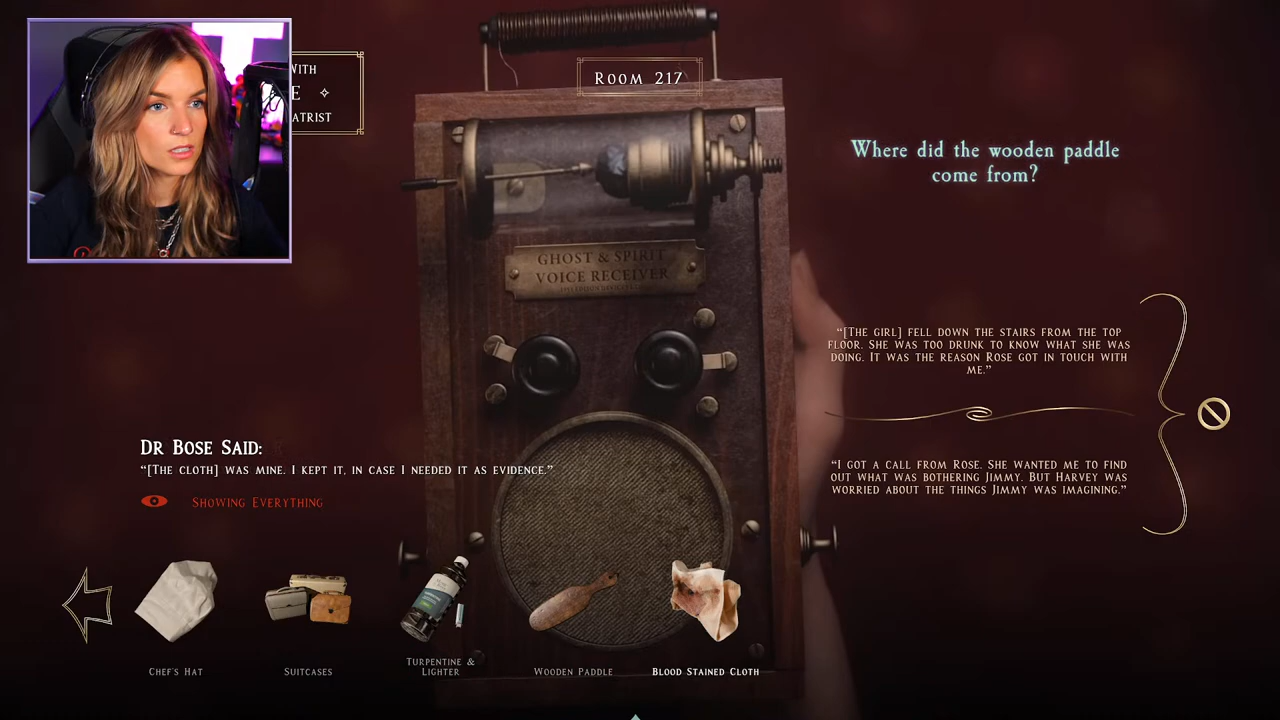 WITH
E
ATRIST
Room 217
Where did the wooden paddle
come from?
GHOST & SPIRIT
VOICE RECEIVER
“[The girl] fell down the stairs from the top
floor. She was too drunk to know what she was
doing. It was the reason Rose got in touch with
me.”
“I got a call from Rose. She wanted me to find
out what was bothering Jimmy. But Harvey was
worried about the things Jimmy was imagining.”
Dr Bose Said:
“[The cloth] was mine. I kept it, in case I needed it as evidence.”
Showing Everything
Chef's Hat
Suitcases
Turpentine &
Lighter
Wooden Paddle
Blood Stained Cloth